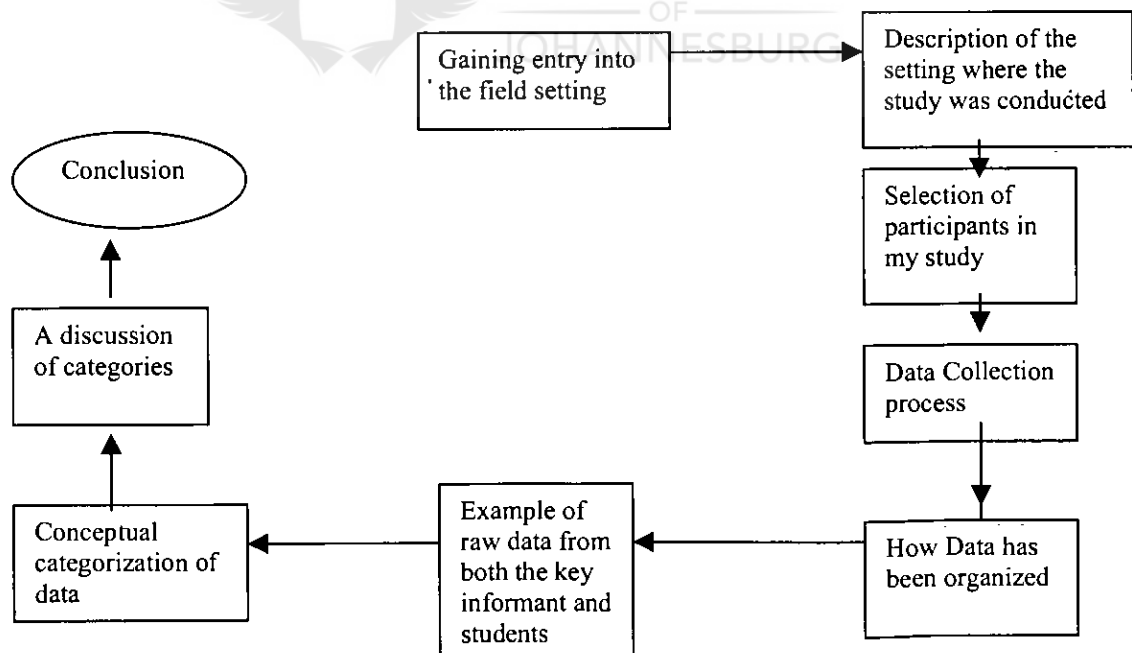 OF
JOHANNESBURG
Gaining entry into
the field setting
Description of the
setting where the
study was conducted
Selection of
participants in
my study
Data Collection
process
How Data has
been organized
Example of
raw data from
both the key
informant and
students
Conceptual
categorization of
data
A discussion
of categories
Conclusion